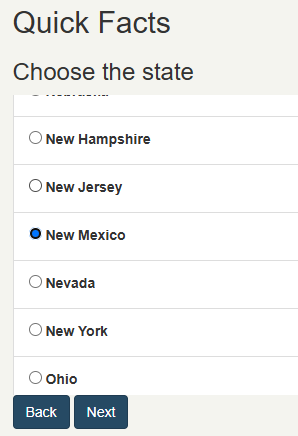 Quick Facts
Choose the state
New Hampshire
New Jersey
New Mexico
Nevada
New York
Ohio
Back Next